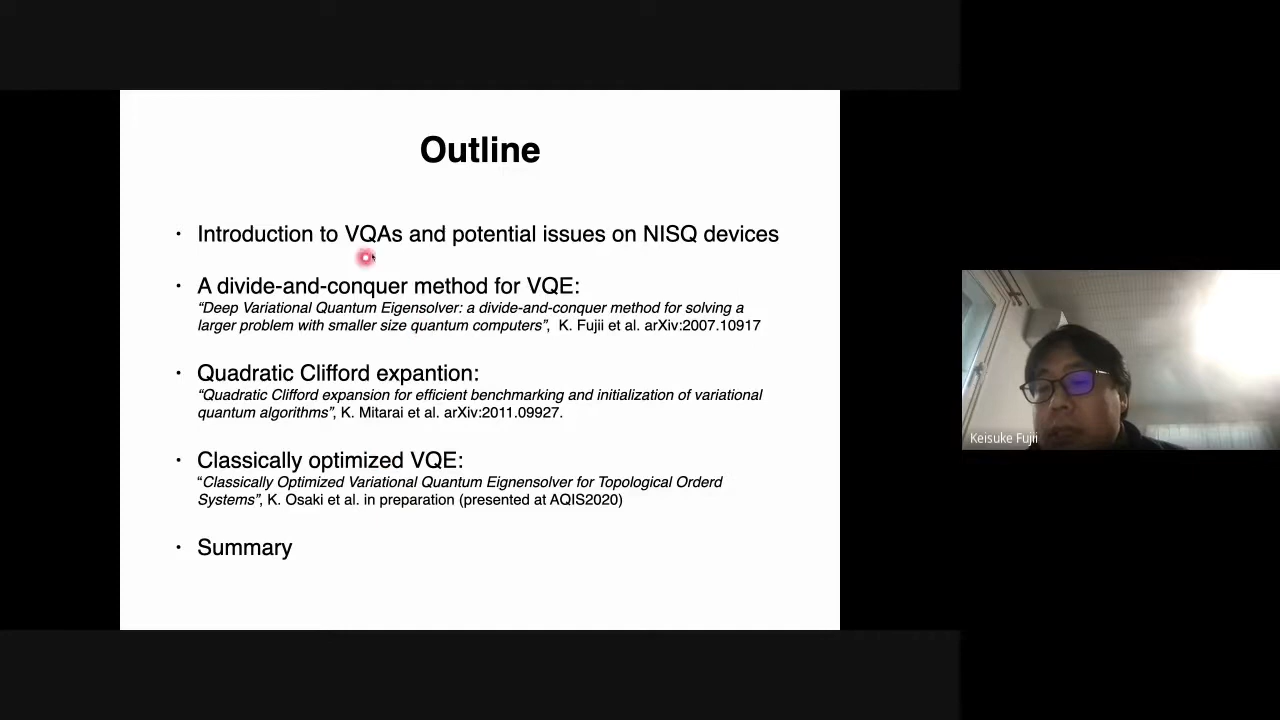 Outline
· Introduction to VQAs and potential issues on NISQ devices
· A divide-and-conquer method for VQE:
“Deep Variational Quantum Eigensolver: a divide-and-conquer method for solving a
larger problem with smaller size quantum computers”, K. Fujii et al. arXiv:2007.10917
· Quadratic Clifford expantion:
“Quadratic Clifford expansion for efficient benchmarking and initialization of variational
quantum algorithms”, K. Mitarai et al. arXiv:2011.09927.
· Classically optimized VQE:
“Classically Optimized Variational Quantum Eignensolver for Topological Orderd
Systems”, K. Osaki et al. in preparation (presented at AQIS2020)
· Summary
Keisuke Fujii